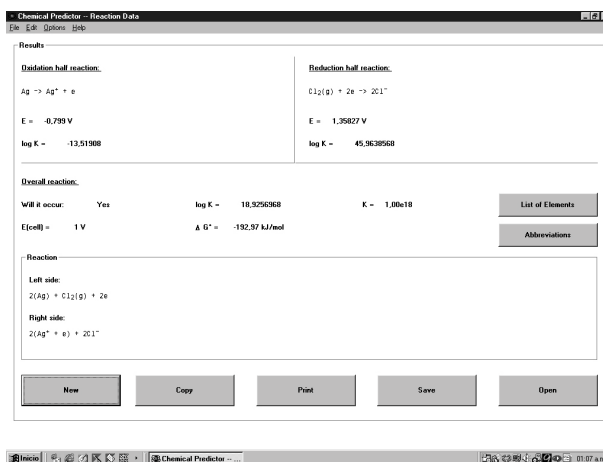 Chemical Predictor -- Reaction Data
File Edit Options Help
Results
Oxidation half reaction:
Ag -> Ag⁺ + e
E = -0,799 V
log K = -13,51908
Reduction half reaction:
Cl₂(g) + 2e -> 2Cl⁻
E = 1,35827 V
log K = 45,9638568
Overall reaction:
Will it occur: Yes log K = 18,9256968 K = 1,00e18
E(cell) = 1 V Δ G° = -192,97 kJ/mol
List of Elements
Abbreviations
Reaction
Left side:
2(Ag) + Cl₂(g) + 2e
Right side:
2(Ag⁺ + e) + 2Cl⁻
New Copy Print Save Open
Inicio Chemical Predictor -- ... 01:07 a.m.